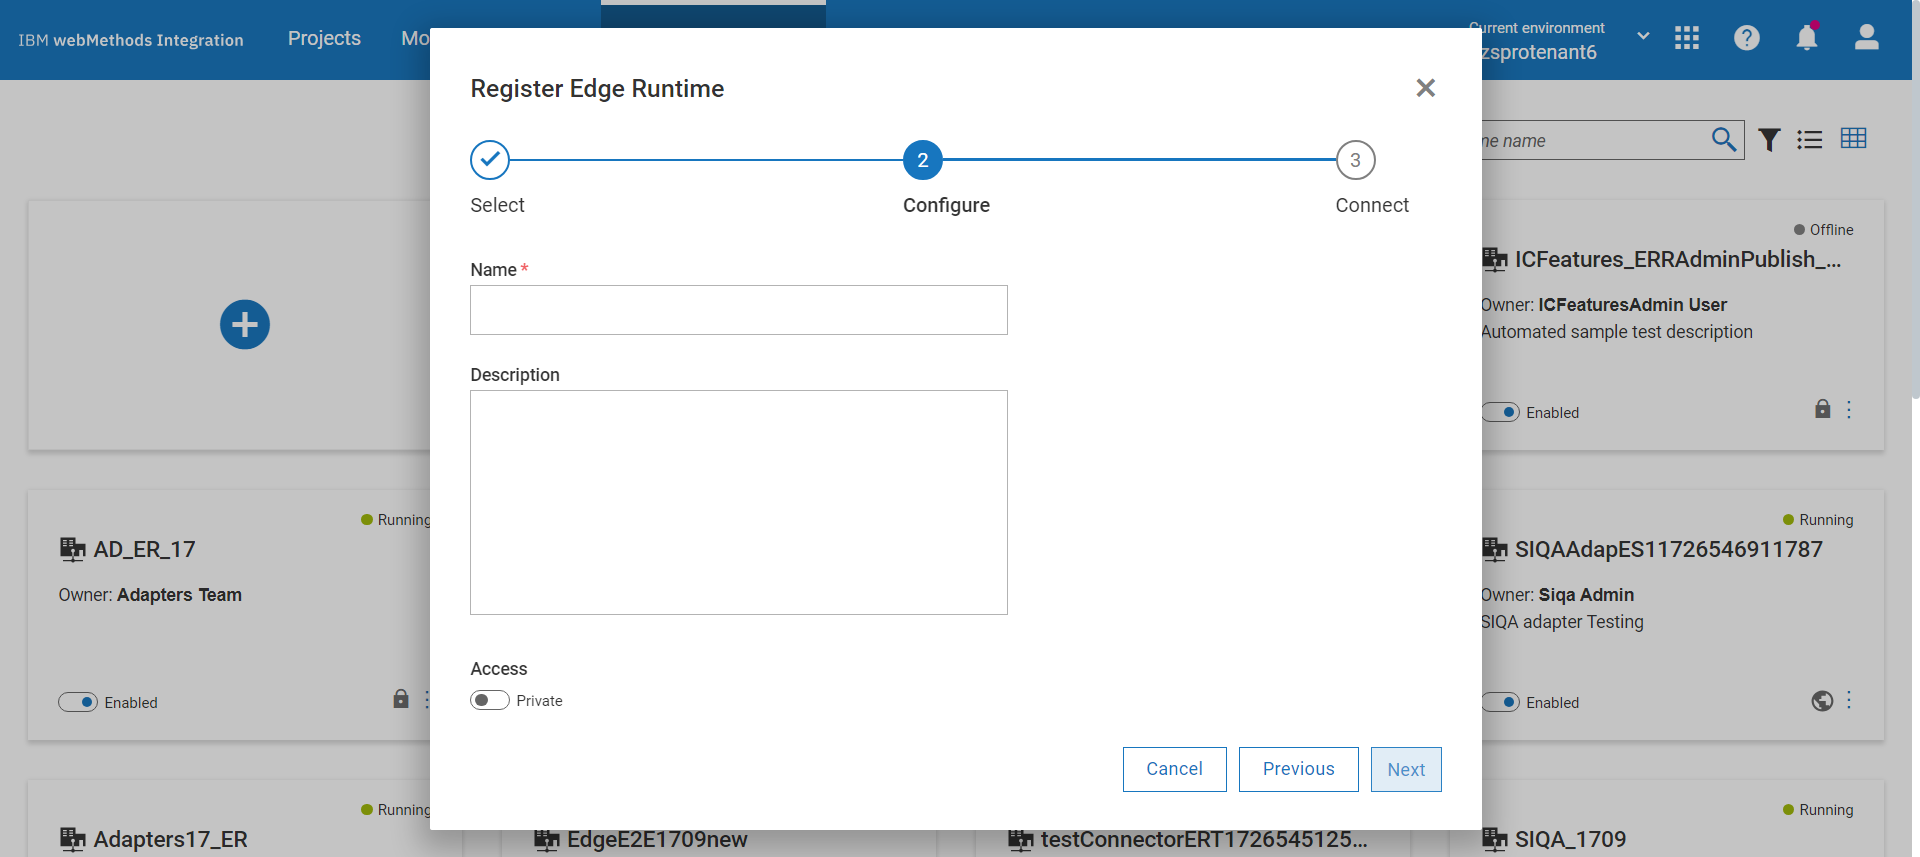 IBM webMethods Integration
Projects
Mo
Current environment
zsprotenant6
Register Edge Runtime
2
3
Select
Configure
Connect
me name
Name *
Description
Access
Private
Cancel
Previous
Next
Offline
ICFeatures_ERRAdminPublish_...
Owner: ICFeaturesAdmin User
Automated sample test description
Enabled
Running
AD_ER_17
Owner: Adapters Team
Enabled
Running
SIQAAdapES11726546911787
Owner: Siqa Admin
SIQA adapter Testing
Enabled
Running
Adapters17_ER
EdgeE2E1709new
testConnectorERT1726545125...
Running
SIQA_1709